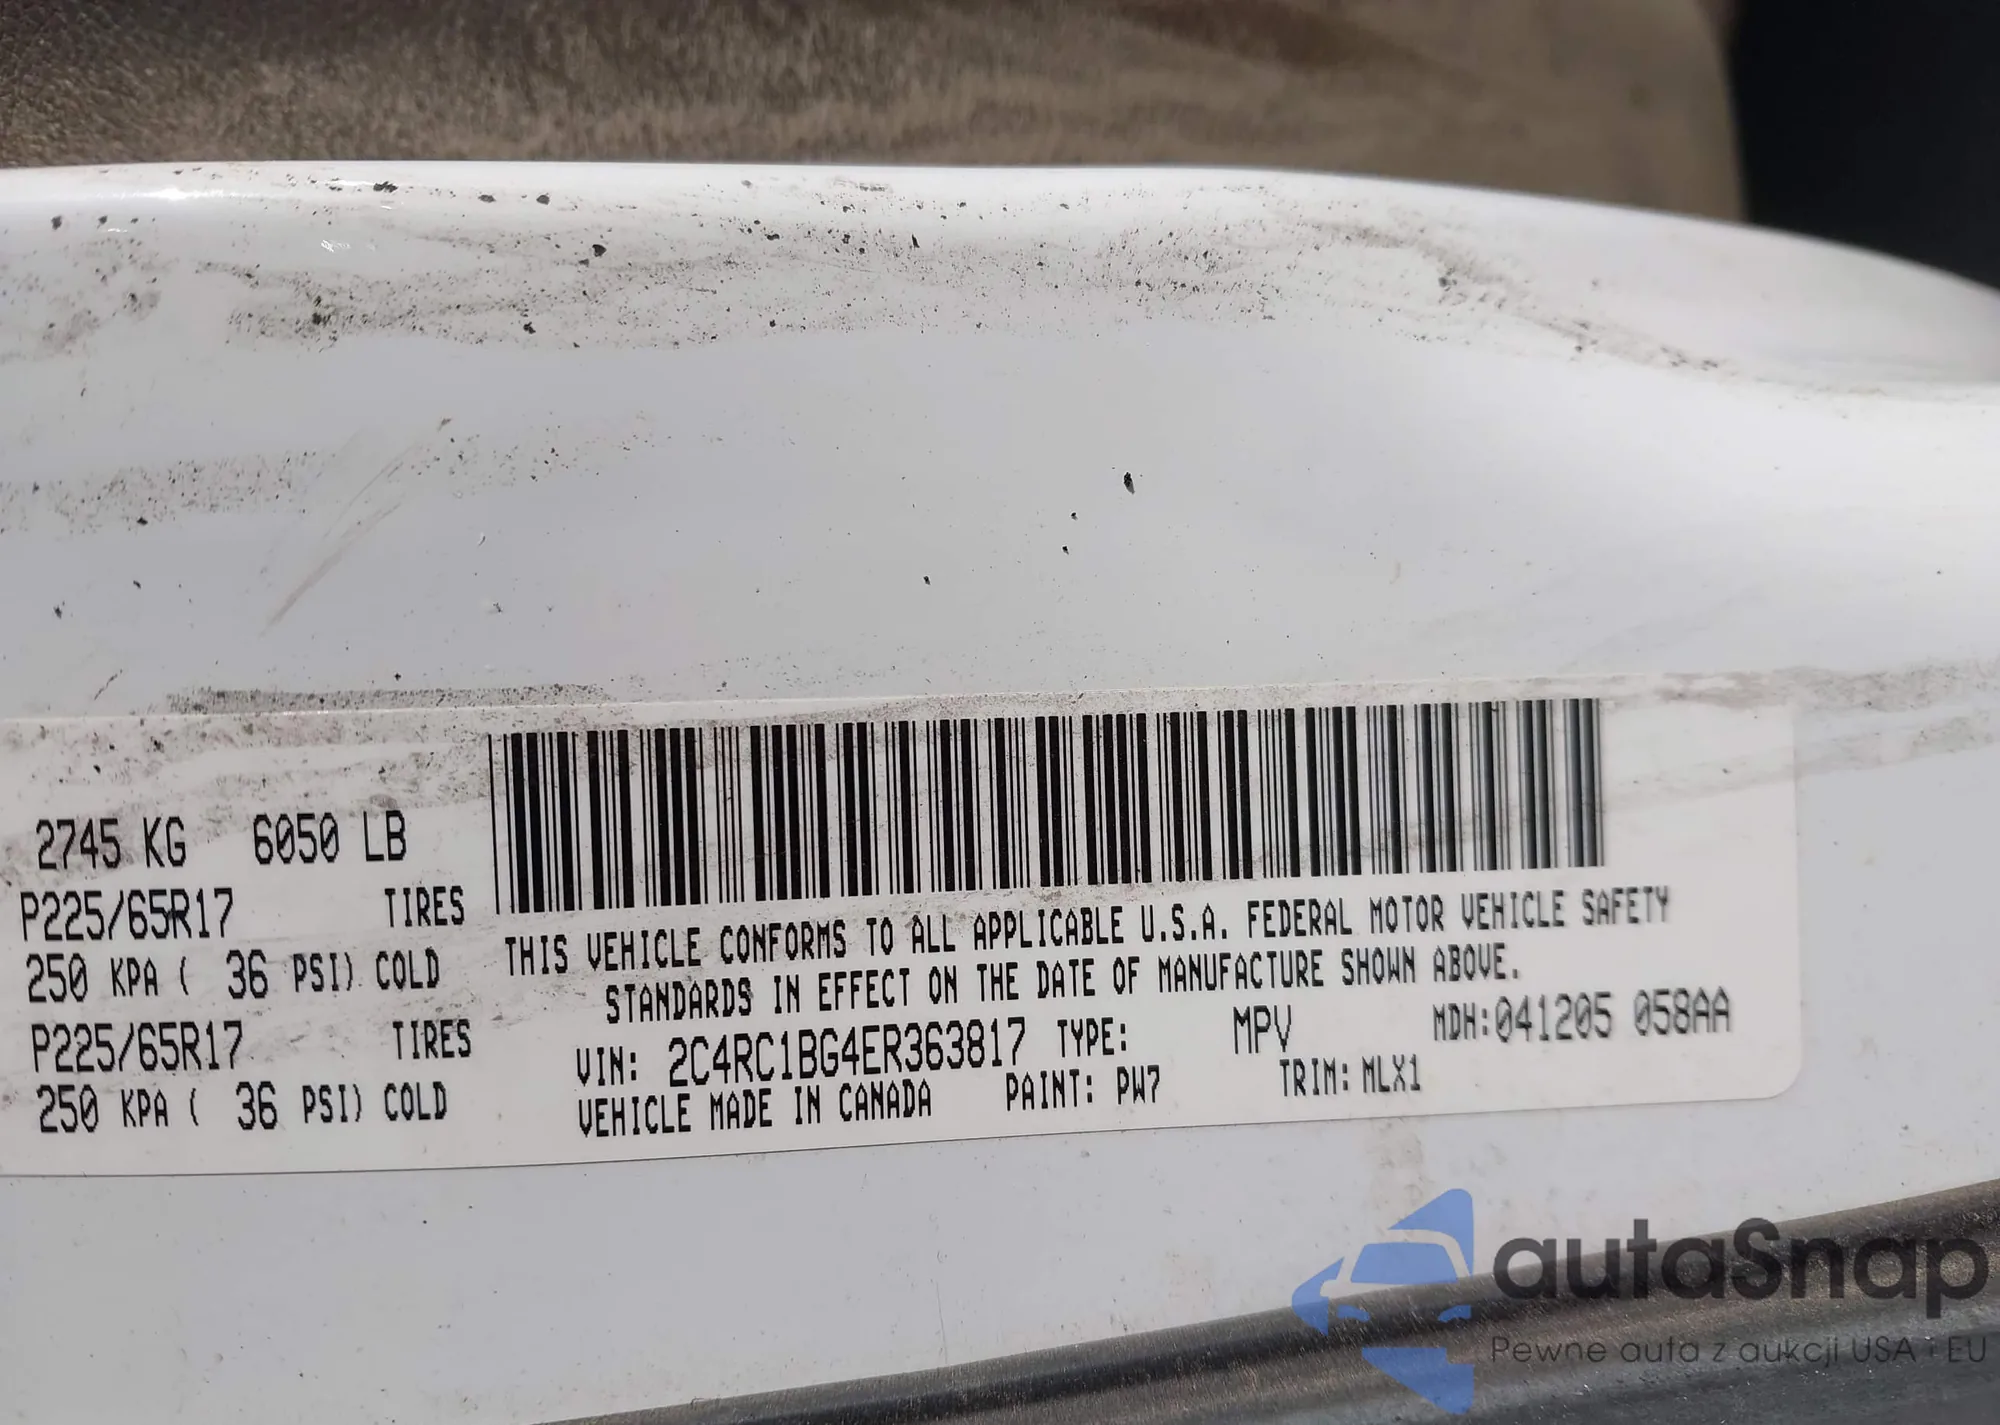 2745 KG 6050 LB
P225/65R17 TIRES
250 KPA ( 36 PSI) COLD
P225/65R17 TIRES
250 KPA ( 36 PSI) COLD
THIS VEHICLE CONFORMS TO ALL APPLICABLE U.S.A. FEDERAL MOTOR VEHICLE SAFETY
STANDARDS IN EFFECT ON THE DATE OF MANUFACTURE SHOWN ABOVE.
VIN: 2C4RC1BG4ER363817 TYPE: MPV MDH:041205 058AA
VEHICLE MADE IN CANADA PAINT: PW7 TRIM: MLX1
autaSnap
Pewne auta z aukcji USA i EU